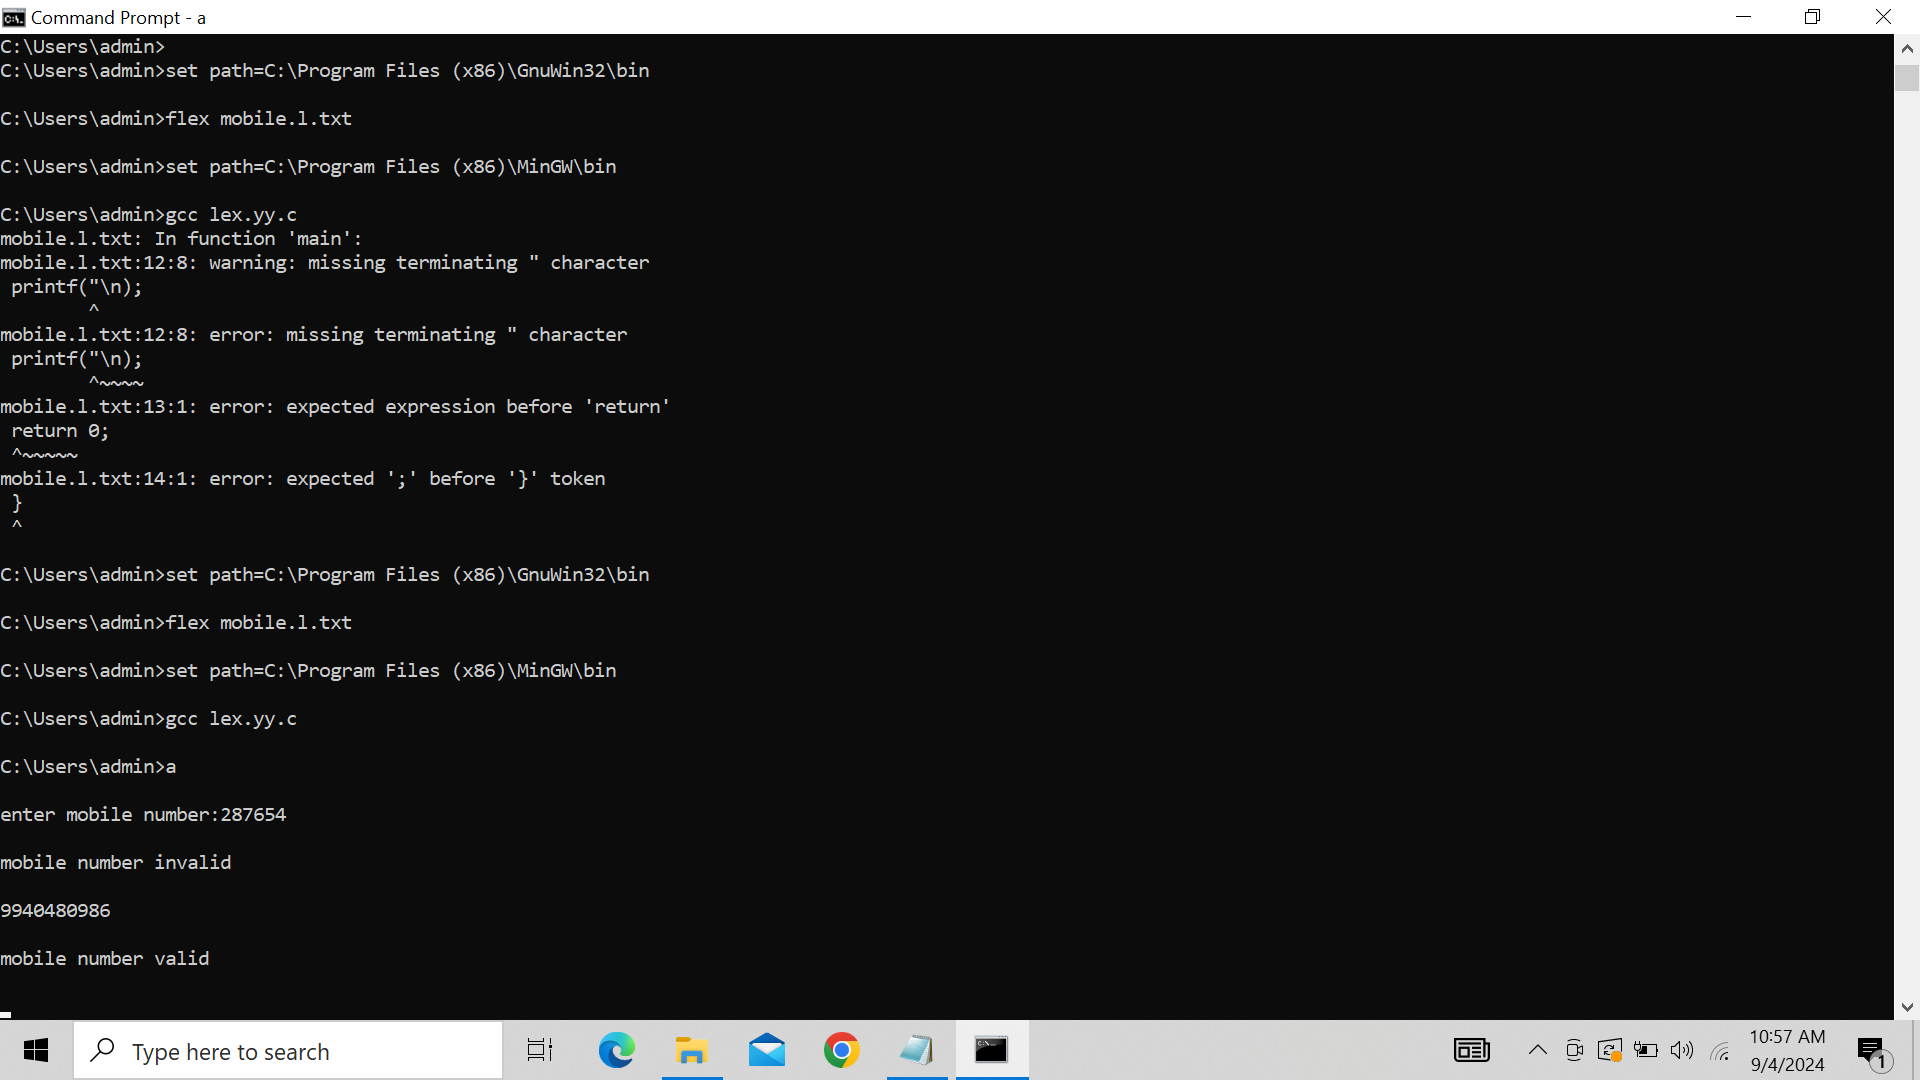 Command Prompt - a
C:\Users\admin>
C:\Users\admin>set path=C:\Program Files (x86)\GnuWin32\bin
C:\Users\admin>flex mobile.l.txt
C:\Users\admin>set path=C:\Program Files (x86)\MinGW\bin
C:\Users\admin>gcc lex.yy.c
mobile.l.txt: In function 'main':
mobile.l.txt:12:8: warning: missing terminating " character
 printf("\n);
        ^
mobile.l.txt:12:8: error: missing terminating " character
 printf("\n);
        ^~~~~
mobile.l.txt:13:1: error: expected expression before 'return'
 return 0;
 ^~~~~~
mobile.l.txt:14:1: error: expected ';' before '}' token
 }
 ^
C:\Users\admin>set path=C:\Program Files (x86)\GnuWin32\bin
C:\Users\admin>flex mobile.l.txt
C:\Users\admin>set path=C:\Program Files (x86)\MinGW\bin
C:\Users\admin>gcc lex.yy.c
C:\Users\admin>a
enter mobile number:287654
mobile number invalid
9940480986
mobile number valid
Type here to search
10:57 AM
9/4/2024
1